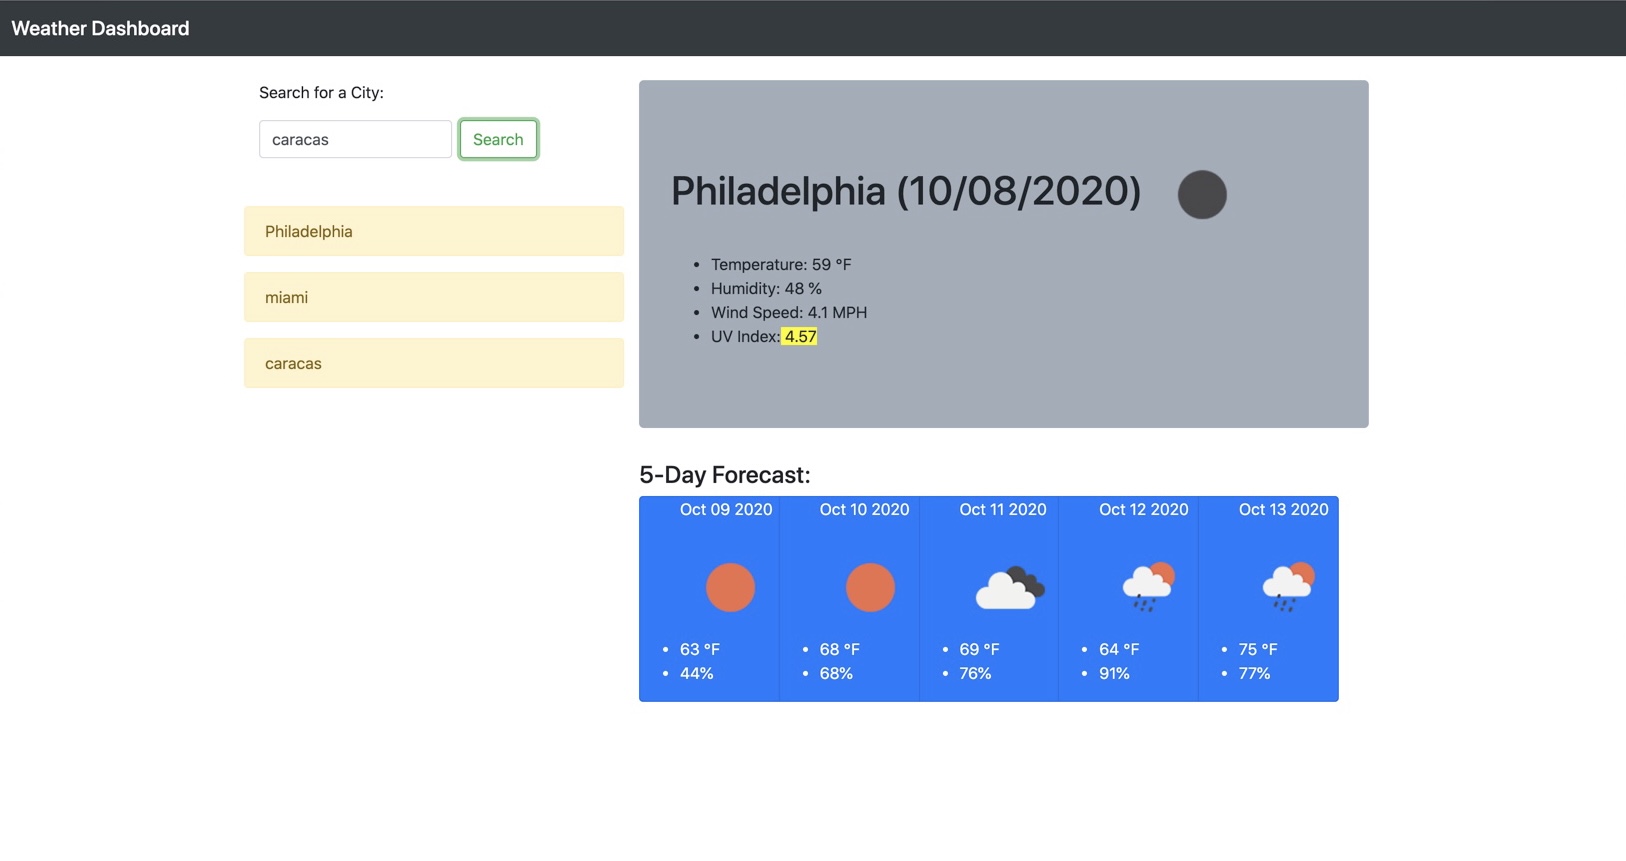 Weather Dashboard
Search for a City:
caracas Search
Philadelphia
miami
caracas
Philadelphia (10/08/2020)
• Temperature: 59 °F
• Humidity: 48 %
• Wind Speed: 4.1 MPH
• UV Index: 4.57
5-Day Forecast:
Oct 09 2020 Oct 10 2020 Oct 11 2020 Oct 12 2020 Oct 13 2020
• 63 °F • 68 °F • 69 °F • 64 °F • 75 °F
• 44% • 68% • 76% • 91% • 77%